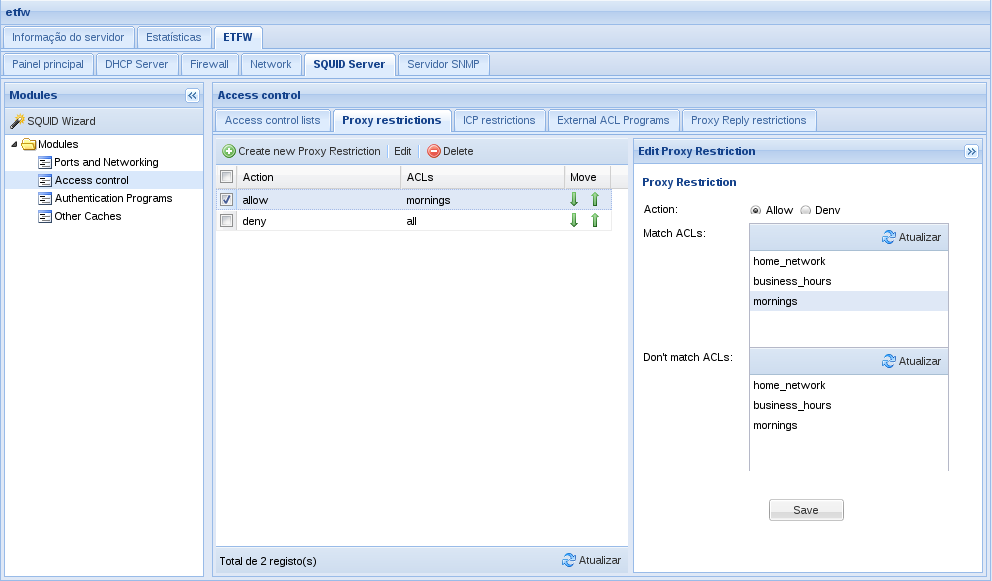 etfw
Informação do servidor Estatísticas ETFW
Painel principal DHCP Server Firewall Network SQUID Server Servidor SNMP
Modules
SQUID Wizard
Modules
Ports and Networking
Access control
Authentication Programs
Other Caches
Access control
Access control lists Proxy restrictions ICP restrictions External ACL Programs Proxy Reply restrictions
Create new Proxy Restriction Edit Delete
Action ACLs Move
allow mornings
deny all
Total de 2 registo(s) Atualizar
Edit Proxy Restriction
Proxy Restriction
Action: Allow Deny
Match ACLs: Atualizar
home_network
business_hours
mornings
Don't match ACLs: Atualizar
home_network
business_hours
mornings
Save